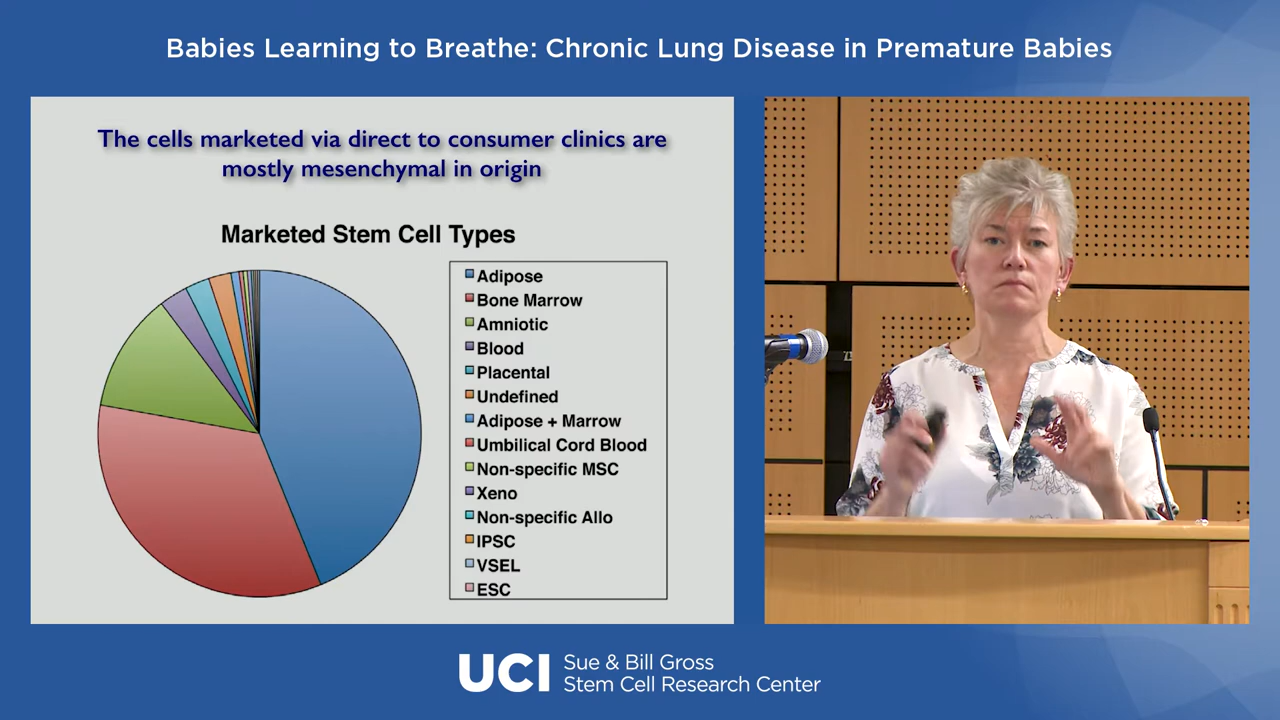 Babies Learning to Breathe: Chronic Lung Disease in Premature Babies
The cells marketed via direct to consumer clinics are
mostly mesenchymal in origin
Marketed Stem Cell Types
Adipose
Bone Marrow
Amniotic
Blood
Placental
Undefined
Adipose + Marrow
Umbilical Cord Blood
Non-specific MSC
Xeno
Non-specific Allo
IPSC
VSEL
ESC
UCI
Sue & Bill Gross
Stem Cell Research Center